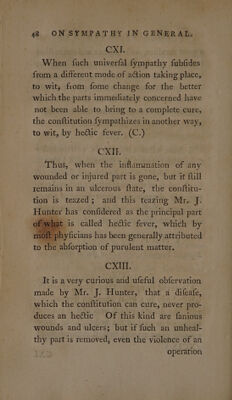 48 ON SYMPATHY IN GENERAL.
CXI.
When ſuch univerſal ſympathy ſubſides
from a different mode of action taking place,
to wit, from ſome change for the better
which the parts immediately concerned have
not been able to bring to a complete cure,
the conſtitution ſympathizes in another way,
to wit, by hectic fever. (C.)
CXII.
Thus, when the inflammation of any
wounded or injured part is gone, but it ſtill
remains in an ulcerous ſtate, the conſtitu-
tion is teazed; and this teazing Mr. J.
Hunter has conſidered as the principal part
of what is called hectic fever, which by
moſt phyſicians has been generally attributed
to the abſorption of purulent matter.
CXIII.
It is a very curious and uſeful obſervation
made by Mr. J. Hunter, that a diſeaſe,
which the conſtitution can cure, never pro-
duces an hectic Of this kind are ſanious
wounds and ulcers; but if ſuch an unheal-
thy part is removed, even the violence of an
operation